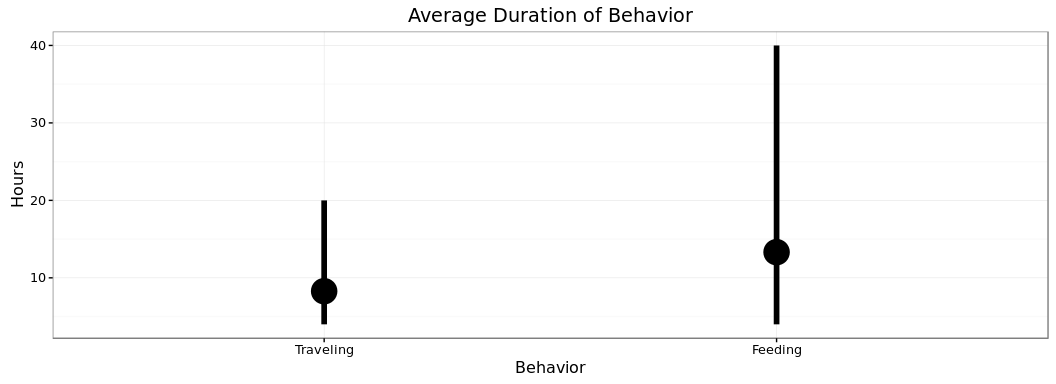 Average Duration of Behavior
Hours
40
30
20
10
Traveling
Feeding
Behavior